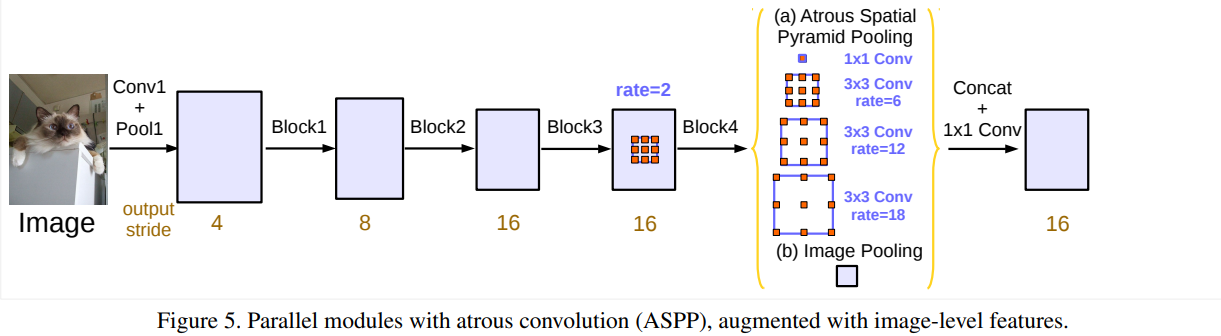 (a) Atrous Spatial
Pyramid Pooling
1x1 Conv
3x3 Conv
rate=6
3x3 Conv
rate=12
3x3 Conv
rate=18
(b) Image Pooling
Conv1
+
Pool1
Block1
Block2
Block3
rate=2
Block4
Concat
+
1x1 Conv
Image
output
stride
4
8
16
16
16
Figure 5. Parallel modules with atrous convolution (ASPP), augmented with image-level features.